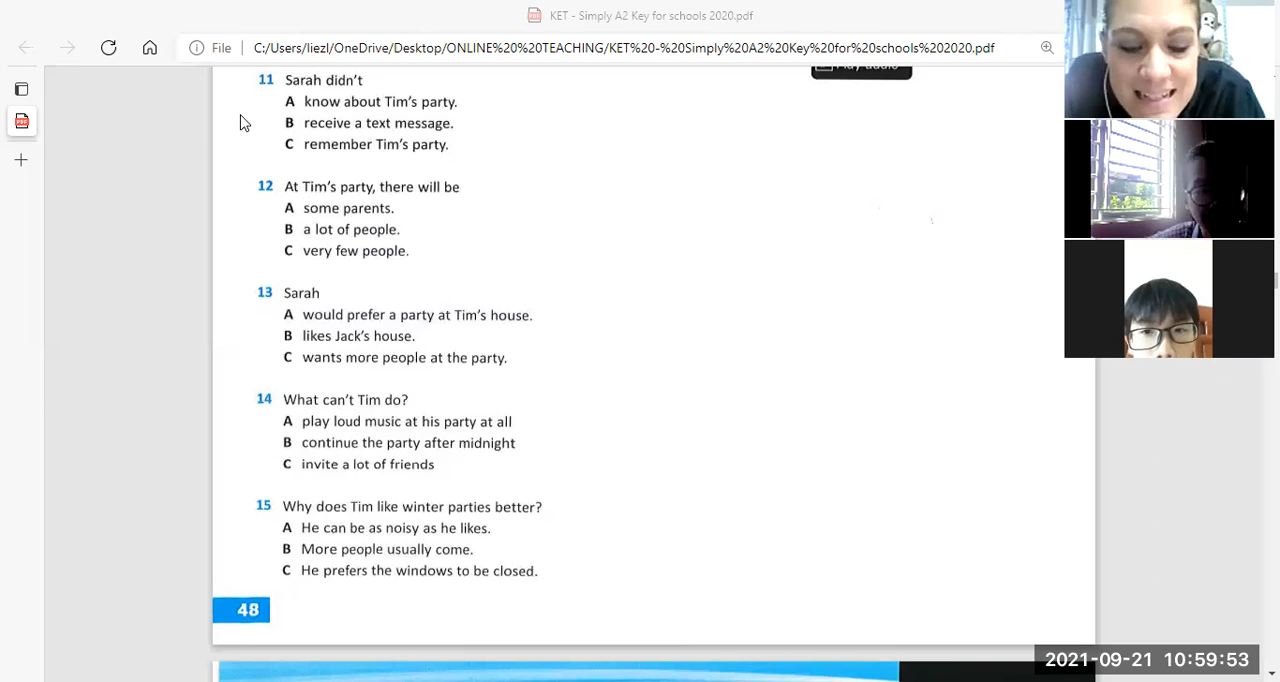 KET - Simply A2 Key for schools 2020.pdf
File C:/Users/liezl/OneDrive/Desktop/ONLINE%20%20TEACHING/KET%20-%20Simply%20A2%20Key%20for%20schools%202020.pdf
11 Sarah didn't
A know about Tim's party.
B receive a text message.
C remember Tim's party.
12 At Tim's party, there will be
A some parents.
B a lot of people.
C very few people.
13 Sarah
A would prefer a party at Tim's house.
B likes Jack's house.
C wants more people at the party.
14 What can't Tim do?
A play loud music at his party at all
B continue the party after midnight
C invite a lot of friends
15 Why does Tim like winter parties better?
A He can be as noisy as he likes.
B More people usually come.
C He prefers the windows to be closed.
48
2021-09-21 10:59:53